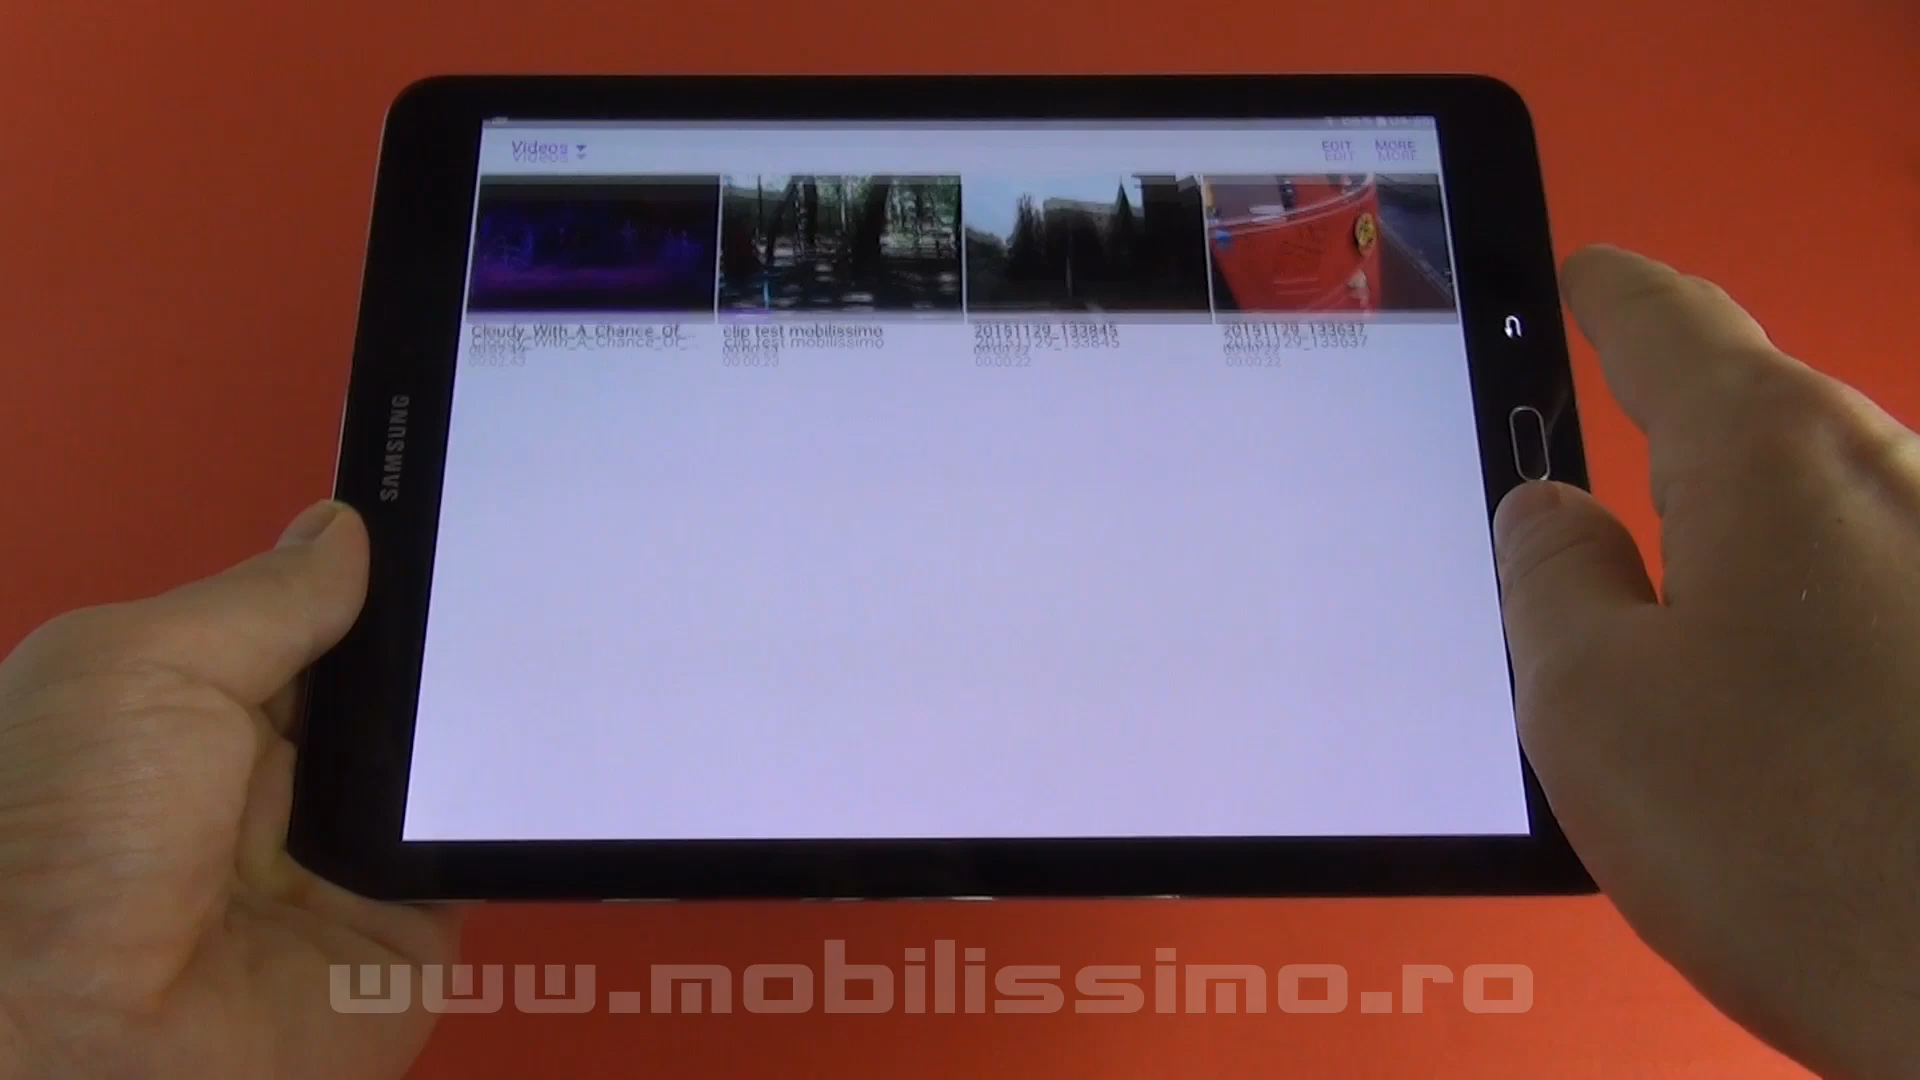 Videos
EDIT MORE
Cloudy_With_A_Chance_Of_...
clip test mobilissimo
20151129_133845
20151129_133637
00:02:43
00:00:23
00:00:22
00:00:22
SAMSUNG
www.mobilissimo.ro